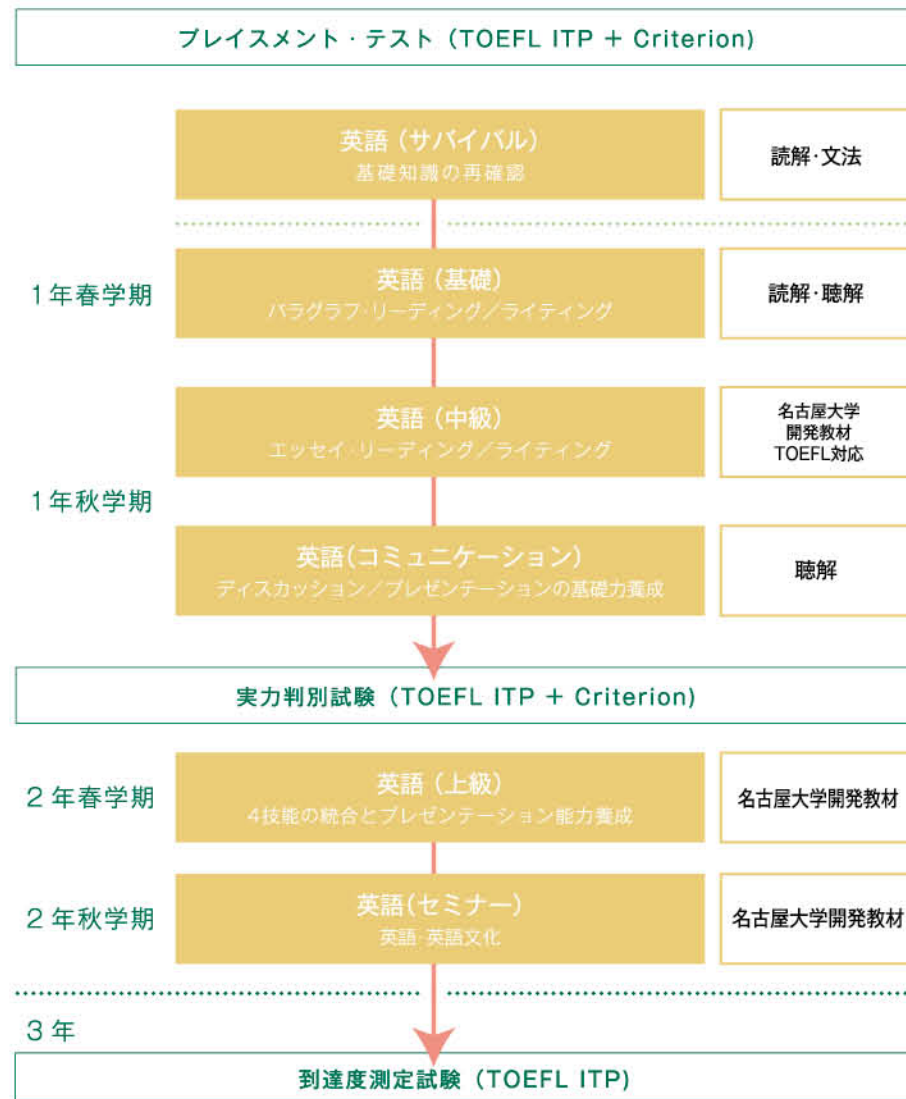 プレイスメント・テスト（TOEFL ITP + Criterion）
英語（サバイバル）
基礎知識の再確認
読解・文法
1年春学期
英語（基礎）
パラグラフ・リーディング／ライティング
読解・聴解
英語（中級）
エッセイ・リーディング／ライティング
名古屋大学
開発教材
TOEFL対応
1年秋学期
英語（コミュニケーション）
ディスカッション／プレゼンテーションの基礎力養成
聴解
実力判別試験（TOEFL ITP + Criterion）
2年春学期
英語（上級）
4技能の統合とプレゼンテーション能力養成
名古屋大学開発教材
2年秋学期
英語（セミナー）
英語・英語文化
名古屋大学開発教材
3年
到達度測定試験（TOEFL ITP）